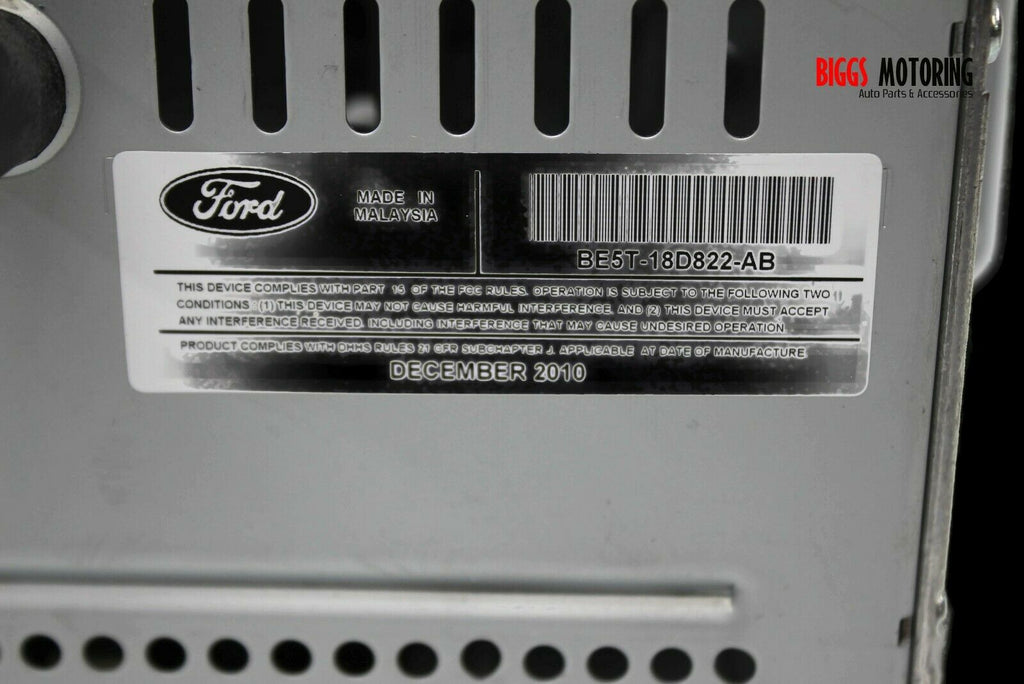 BIGGS MOTORING
Auto Parts & Accessories
Ford
MADE IN
MALAYSIA
BE5T-18D822-AB
THIS DEVICE COMPLIES WITH PART 15 OF THE FCC RULES. OPERATION IS SUBJECT TO THE FOLLOWING TWO
CONDITIONS : (1) THIS DEVICE MAY NOT CAUSE HARMFUL INTERFERENCE, AND (2) THIS DEVICE MUST ACCEPT
ANY INTERFERENCE RECEIVED, INCLUDING INTERFERENCE THAT MAY CAUSE UNDESIRED OPERATION
PRODUCT COMPLIES WITH DHHS RULES 21 CFR SUBCHAPTER J, APPLICABLE AT DATE OF MANUFACTURE
DECEMBER 2010